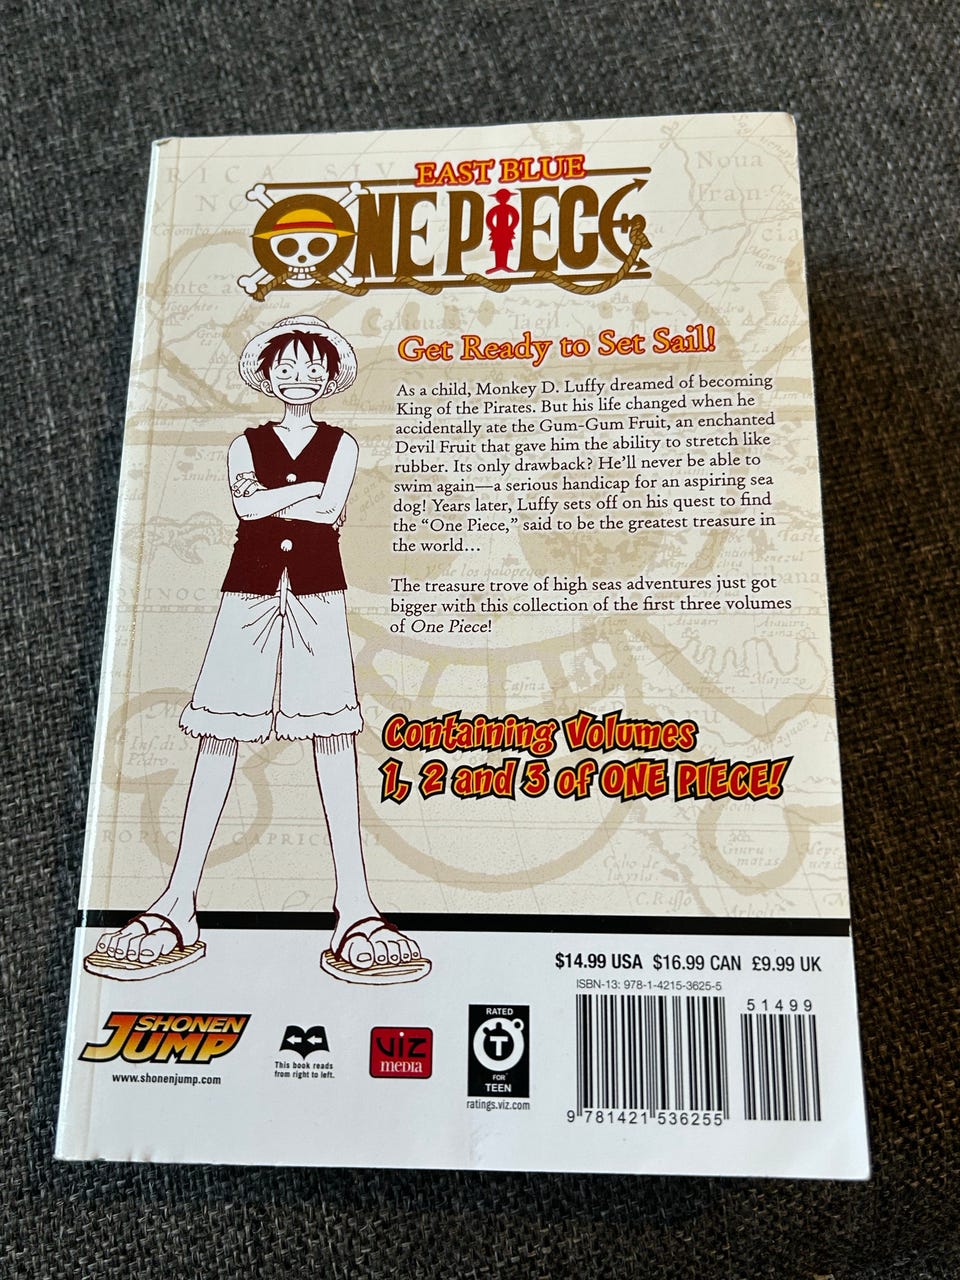 EAST BLUE
ONE PIECE
Get Ready to Set Sail!
As a child, Monkey D. Luffy dreamed of becoming
King of the Pirates. But his life changed when he
accidentally ate the Gum-Gum Fruit, an enchanted
Devil Fruit that gave him the ability to stretch like
rubber. Its only drawback? He'll never be able to
swim again—a serious handicap for an aspiring sea
dog! Years later, Luffy sets off on his quest to find
the “One Piece,” said to be the greatest treasure in
the world...
The treasure trove of high seas adventures just got
bigger with this collection of the first three volumes
of One Piece!
Containing Volumes
1, 2 and 3 of ONE PIECE!
$14.99 USA $16.99 CAN £9.99 UK
ISBN-13: 978-1-4215-3625-5
51499
9 781421 536255
SHONEN
JUMP
www.shonenjump.com
This book reads
from right to left.
VIZ
MEDIA
RATED
T
FOR
TEEN
ratings.viz.com